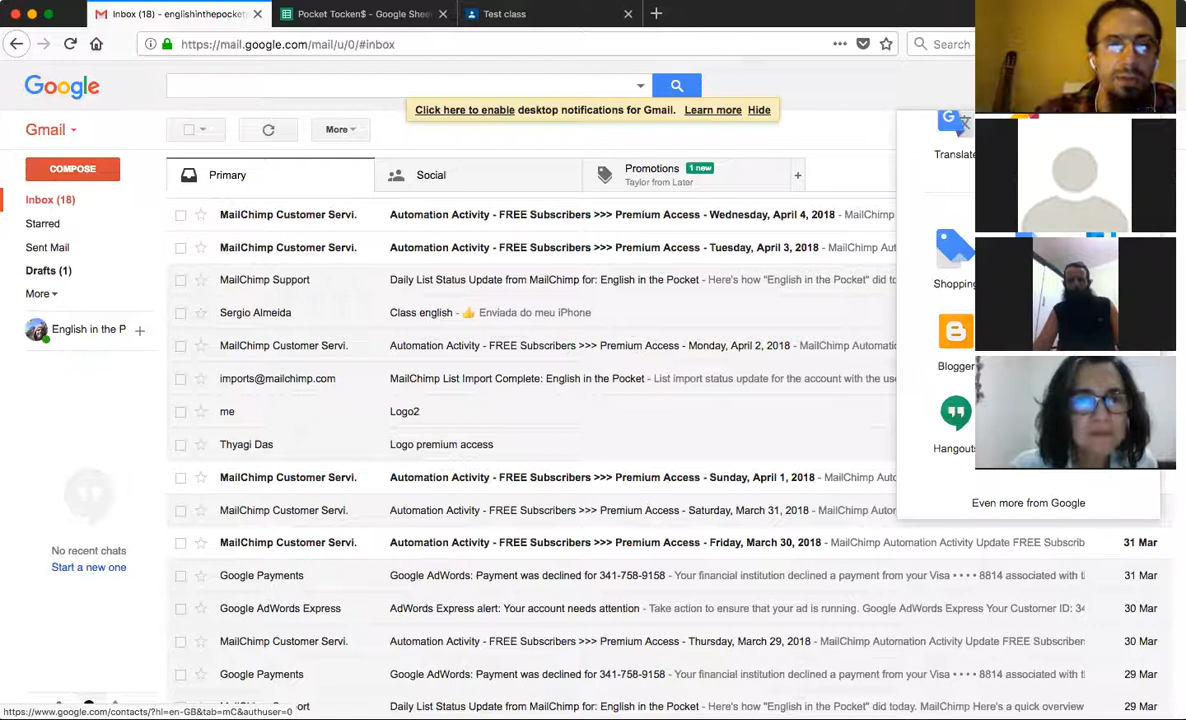 Inbox (18) - englishinthepocket
Pocket Tocken$ - Google Shee
Test class
https://mail.google.com/mail/u/0/#inbox
Search
Google
Click here to enable desktop notifications for Gmail. Learn more Hide
Gmail
More
Translate
COMPOSE
Primary
Social
Promotions 1 new
Taylor from Later
Inbox (18)
Starred
Sent Mail
Drafts (1)
More
English in the P
MailChimp Customer Servi. Automation Activity - FREE Subscribers >>> Premium Access - Wednesday, April 4, 2018 - MailChimp
MailChimp Customer Servi. Automation Activity - FREE Subscribers >>> Premium Access - Tuesday, April 3, 2018 - MailChimp Au
MailChimp Support Daily List Status Update from MailChimp for: English in the Pocket - Here's how "English in the Pocket" did to
Shopping
Sergio Almeida Class english - 👍 Enviada do meu iPhone
MailChimp Customer Servi. Automation Activity - FREE Subscribers >>> Premium Access - Monday, April 2, 2018 - MailChimp Automatic
Blogger
imports@mailchimp.com MailChimp List Import Complete: English in the Pocket - List import status update for the account with the use
me Logo2
Thyagi Das Logo premium access
Hangouts
MailChimp Customer Servi. Automation Activity - FREE Subscribers >>> Premium Access - Sunday, April 1, 2018 - MailChimp Auto
MailChimp Customer Servi. Automation Activity - FREE Subscribers >>> Premium Access - Saturday, March 31, 2018 - MailChimp Autor
Even more from Google
MailChimp Customer Servi. Automation Activity - FREE Subscribers >>> Premium Access - Friday, March 30, 2018 - MailChimp Automation Activity Update FREE Subscrib 31 Mar
No recent chats
Start a new one
Google Payments Google AdWords: Payment was declined for 341-758-9158 - Your financial institution declined a payment from your Visa •••• 8814 associated with tl 31 Mar
Google AdWords Express AdWords Express alert: Your account needs attention - Take action to ensure that your ad is running. Google AdWords Express Your Customer ID: 34 30 Mar
MailChimp Customer Servi. Automation Activity - FREE Subscribers >>> Premium Access - Thursday, March 29, 2018 - MailChimp Automation Activity Update FREE Subscriber 30 Mar
Google Payments Google AdWords: Payment was declined for 341-758-9158 - Your financial institution declined a payment from your Visa •••• 8814 associated with tl 29 Mar
Daily List Status Update from MailChimp for: English in the Pocket - Here's how "English in the Pocket" did today. Here's a quick overview 29 Mar
https://www.google.com/contacts/?hl=en-GB&tab=mC&authuser=0